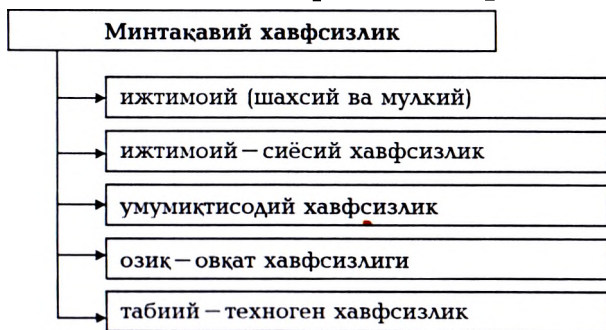 Минтақавий хавфсизлик
ижтимоий (шахсий ва мулкий)
ижтимоий – сиёсий хавфсизлик
умумиқтисодий хавфсизлик
озиқ – овқат хавфсизлиги
табиий – техноген хавфсизлик